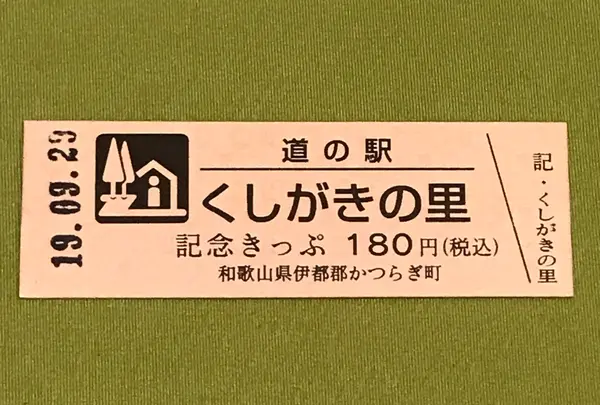 19.09.29
道の駅
くしがきの里
記念きっぷ 180円(税込)
和歌山県伊都郡かつらぎ町
記・くしがきの里